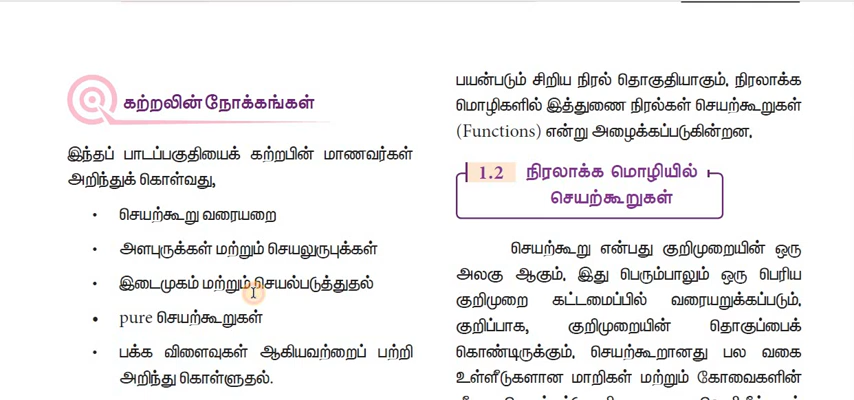 கற்றலின் நோக்கங்கள்
இந்தப் பாடப்பகுதியைக் கற்றபின் மாணவர்கள்
அறிந்துக் கொள்வது,
• செயற்கூறு வரையறை
• அளபுருக்கள் மற்றும் செயலுருபுக்கள்
• இடைமுகம் மற்றும் செயல்படுத்துதல்
• pure செயற்கூறுகள்
• பக்க விளைவுகள் ஆகியவற்றைப் பற்றி
அறிந்து கொள்ளுதல்.
பயன்படும் சிறிய நிரல் தொகுதியாகும். நிரலாக்க
மொழிகளில் இத்துணை நிரல்கள் செயற்கூறுகள்
(Functions) என்று அழைக்கப்படுகின்றன.
1.2 நிரலாக்க மொழியில்
செயற்கூறுகள்
செயற்கூறு என்பது குறிமுறையின் ஒரு
அலகு ஆகும். இது பெரும்பாலும் ஒரு பெரிய
குறிமுறை கட்டமைப்பில் வரையறுக்கப்படும்.
குறிப்பாக, குறிமுறையின் தொகுப்பைக்
கொண்டிருக்கும். செயற்கூறானது பல வகை
உள்ளீடுகளான மாறிகள் மற்றும் கோவைகளின்